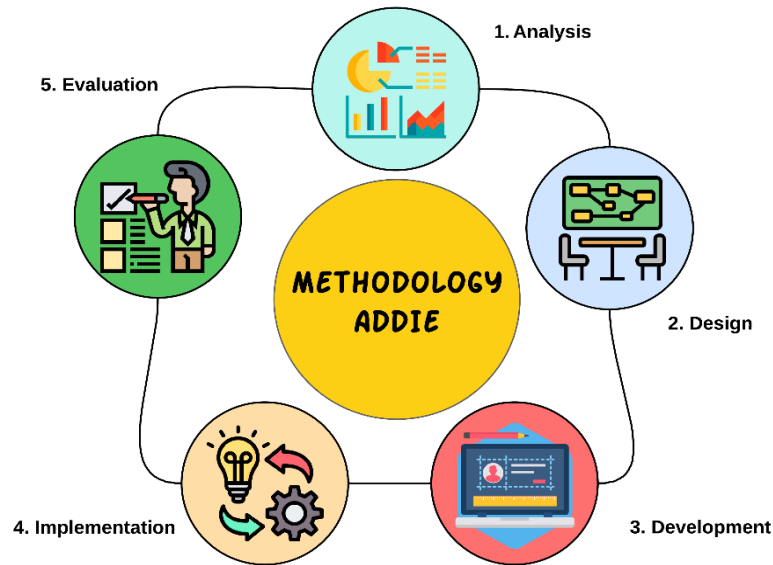 1. Analysis
5. Evaluation
METHODOLOGY
ADDIE
2. Design
4. Implementation
3. Development